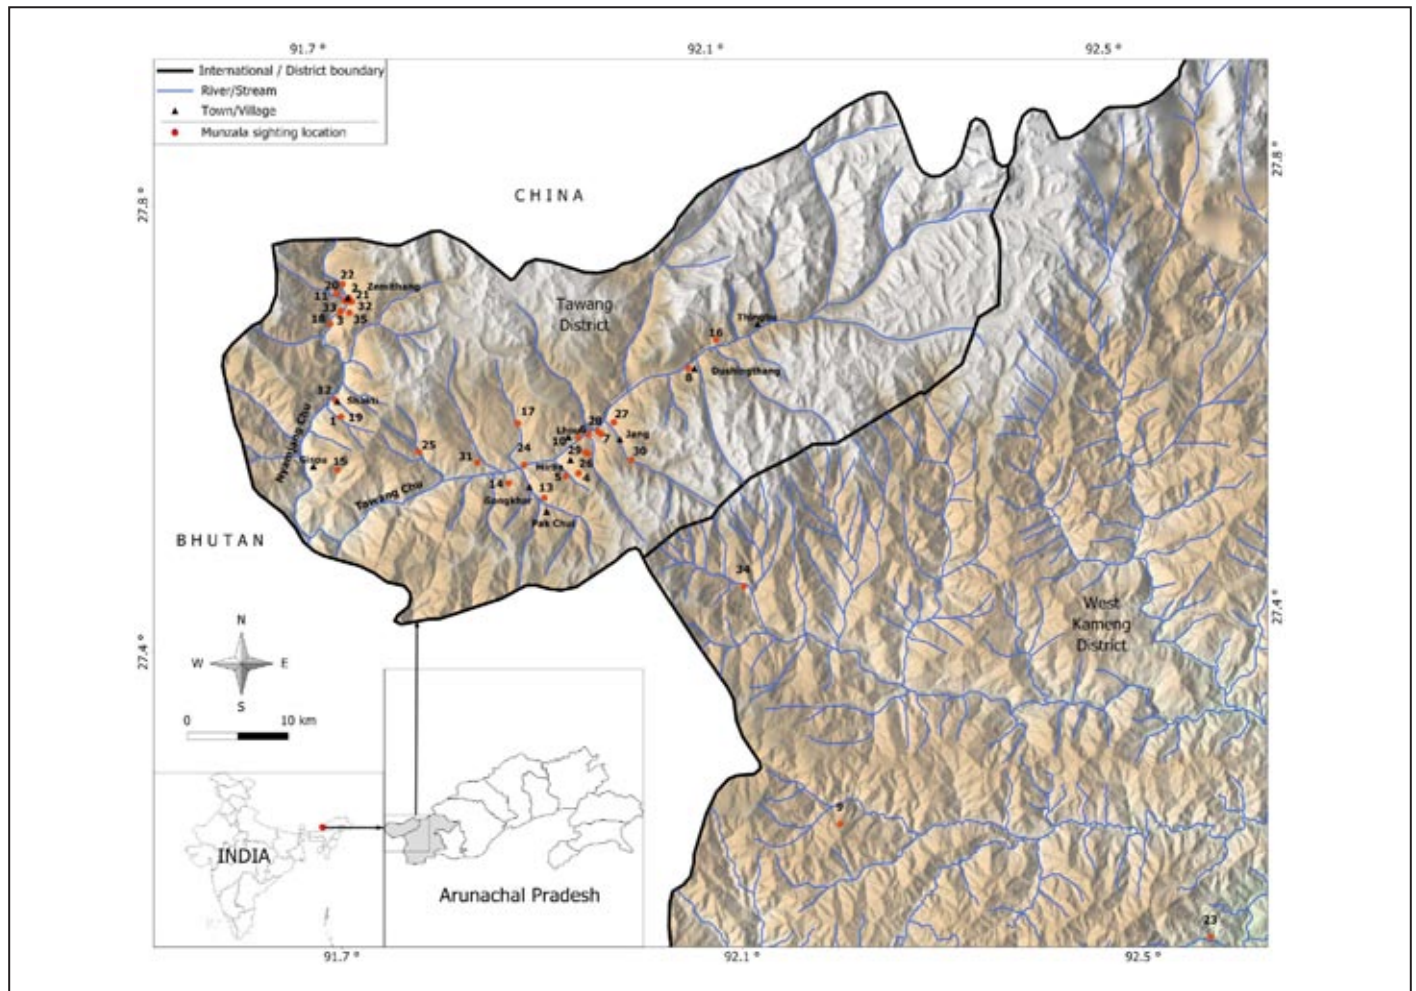 91.7 °
92.1 °
92.5 °
International / District boundary
River/Stream
Town/Village
Munzala sighting location
27.8 °
27.8 °
CHINA
22
20
2
Zemithang
11
21
33
32
18
3
35
Tawang
District
Thingbu
16
8
Dushingthang
12
Shakti
1
19
17
28
27
Lhou
6
10
7
Jang
Nyamjang Chu
25
31
24
29
30
Gispu
15
26
5
4
14
13
Gongkhar
Tawang Chu
Pak Chul
BHUTAN
34
West
Kameng
District
27.4 °
27.4 °
N
W
E
S
0
10 km
9
INDIA
Arunachal Pradesh
23
91.7 °
92.1 °
92.5 °